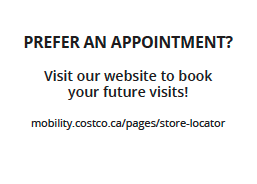 PREFER AN APPOINTMENT?
Visit our website to book
your future visits!
mobility.costco.ca/pages/store-locator